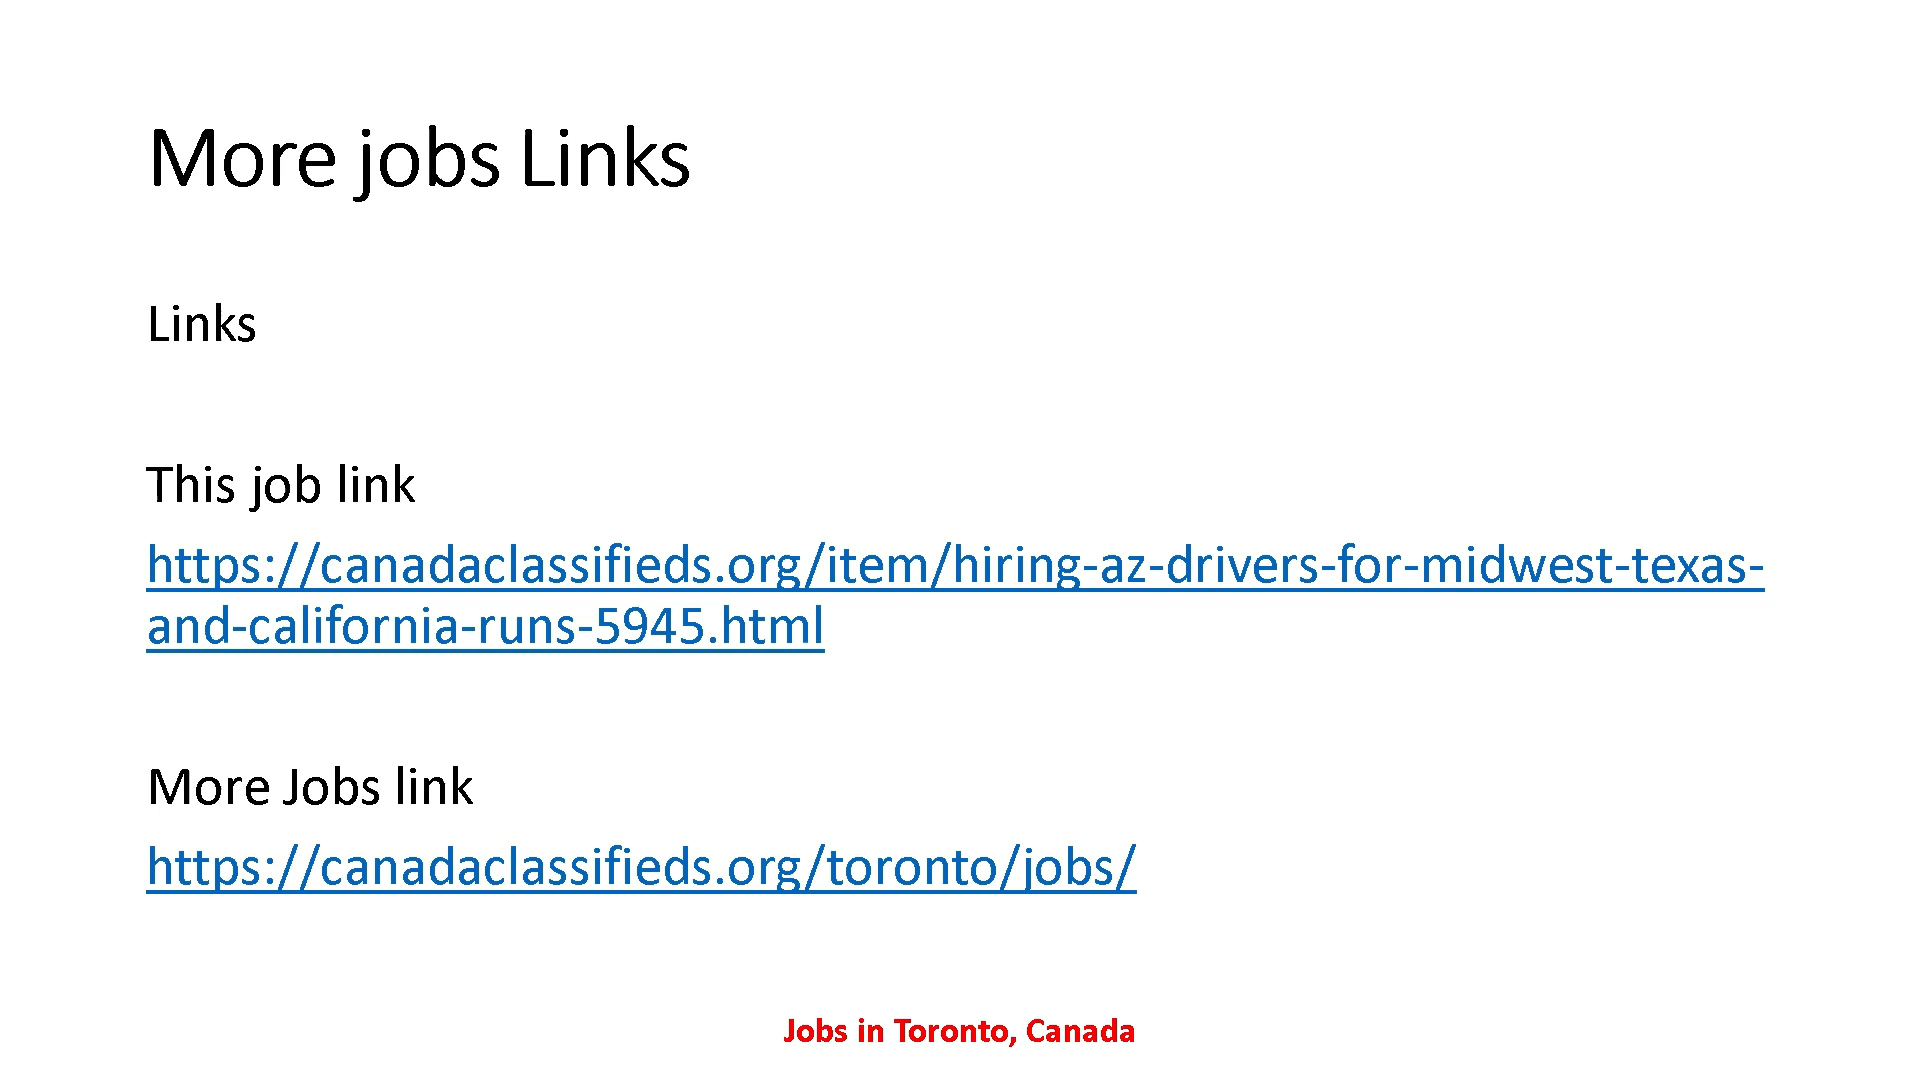 More jobs Links
Links
This job link
https://canadaclassifieds.org/item/hiring-az-drivers-for-midwest-texas-
and-california-runs-5945.html
More Jobs link
https://canadaclassifieds.org/toronto/jobs/
Jobs in Toronto, Canada